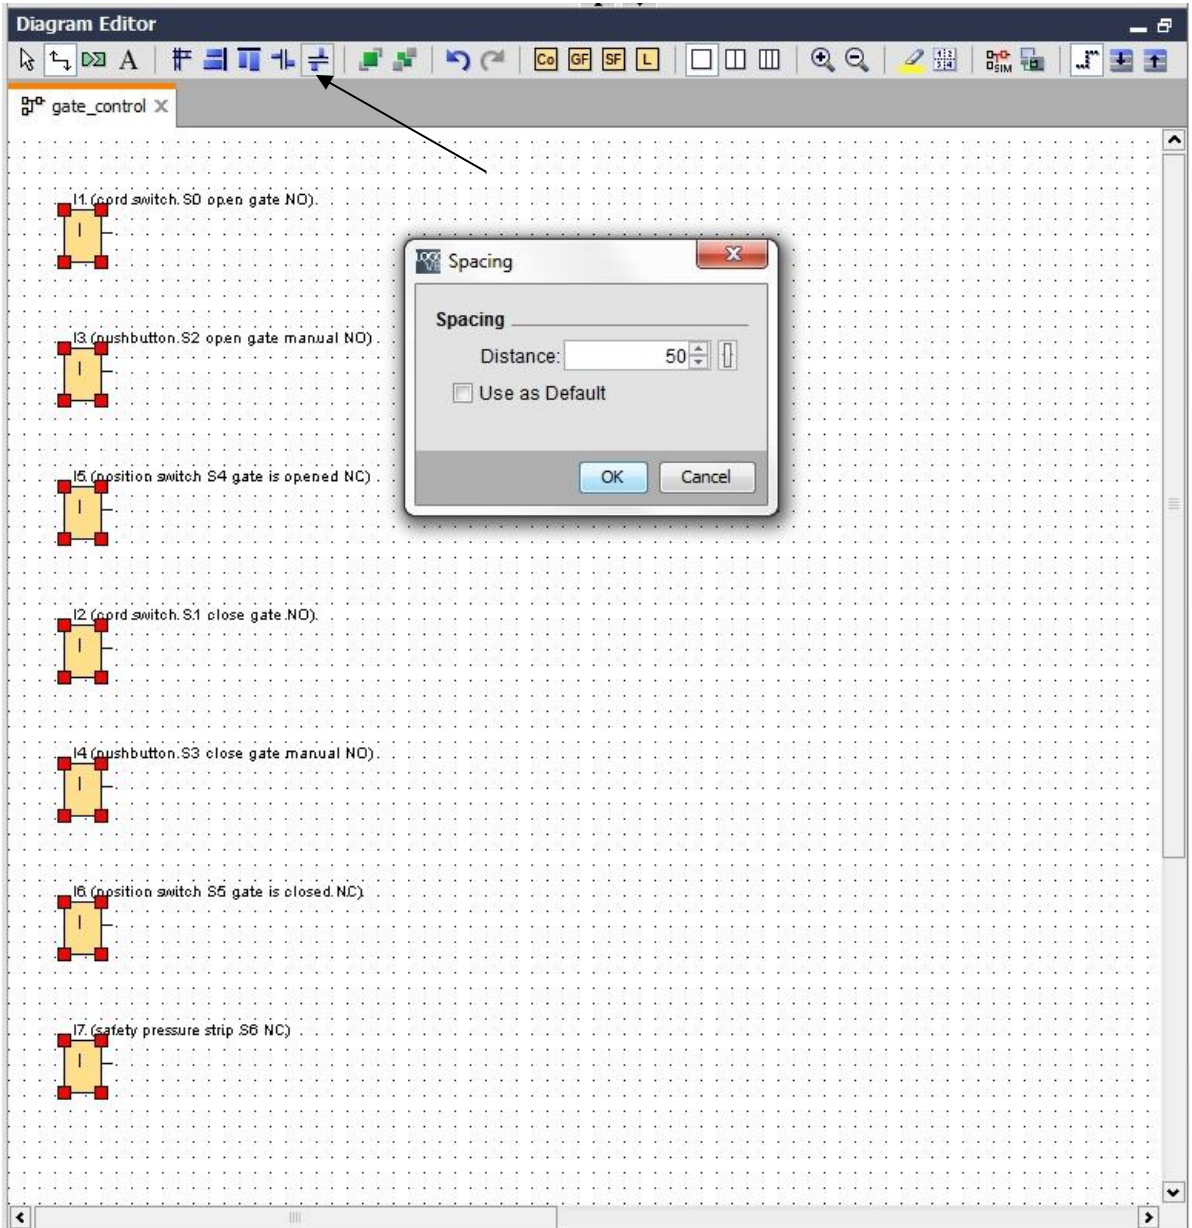 Diagram Editor
A Co GF SF L SIM
gate_control
I1 (cord switch S0 open gate NO)
I
Spacing
Spacing
I3 (pushbutton S2 open gate manual NO)
I
Distance: 50
Use as Default
I5 (position switch S4 gate is opened NC)
I
OK Cancel
I2 (cord switch S1 close gate NO)
I
I4 (pushbutton S3 close gate manual NO)
I
I6 (position switch S5 gate is closed NC)
I
I7 (safety pressure strip S6 NC)
I